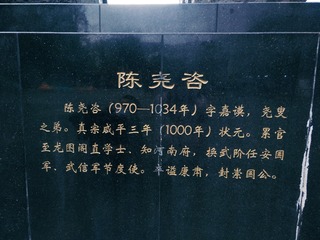 陈尧咨
陈尧咨（970—1034年）字嘉谟，尧叟
之弟。真宗咸平三年（1000年）状元。累官
至龙图阁直学士、知河南府，换武阶任安国
军、武信军节度使。卒谥康肃，封崇国公。